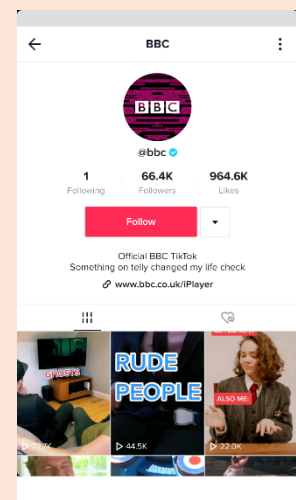 BBC
BBC
@bbc
1 66.4K 964.6K
Following Followers Likes
Follow
Official BBC TikTok
Something on telly changed my life check
www.bbc.co.uk/iPlayer
GHOSTS
RUDE
PEOPLE
ALSO ME:
44.5K
22.0K